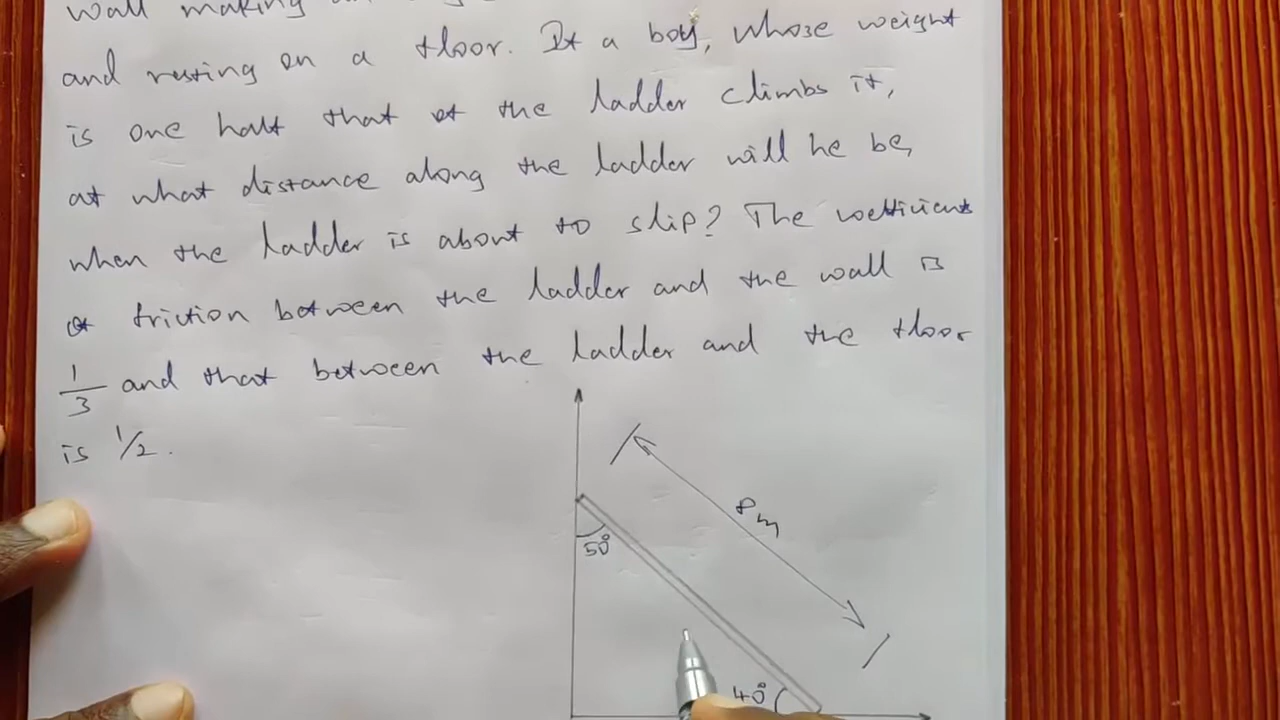 wall making an
and resting on a floor. If a boy, whose weight
is one half that of the ladder climbs it,
at what distance along the ladder will he be,
when the ladder is about to slip? The coefficient
of friction between the ladder and the wall is
1/3 and that between the ladder and the floor
is 1/2.
8m
50°
40°